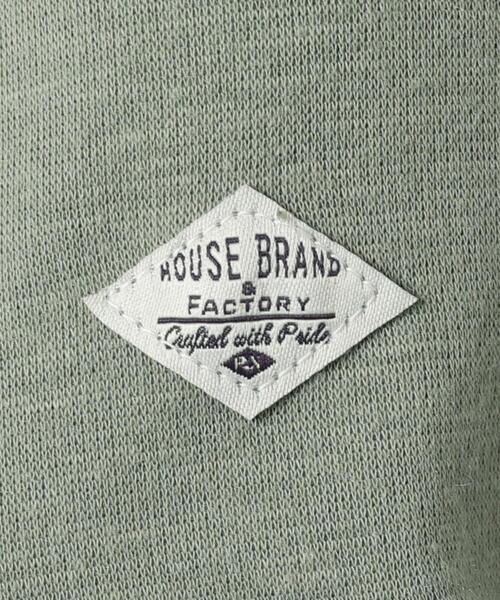 HOUSE BRAND
&
FACTORY
Crafted with Pride